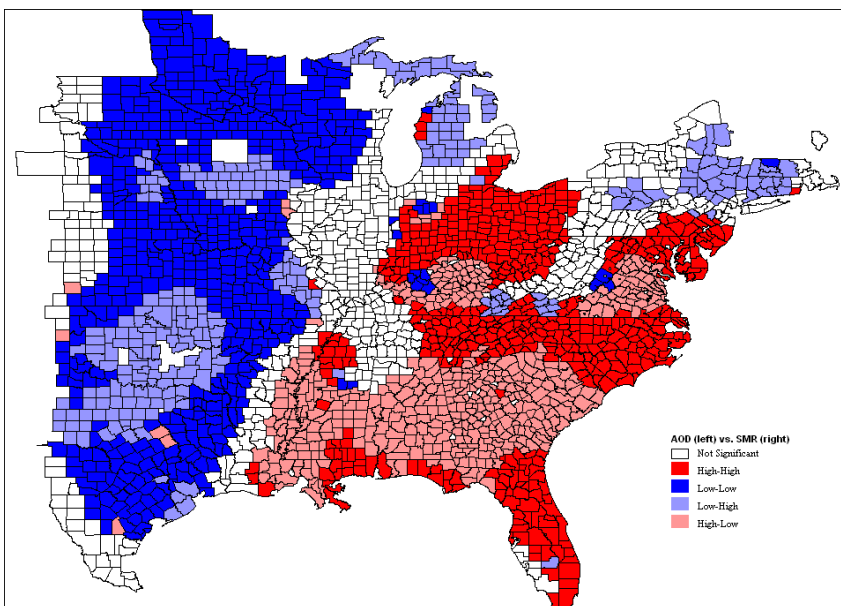 AOD (left) vs. SMR (right)
Not Significant
High-High
Low-Low
Low-High
High-Low